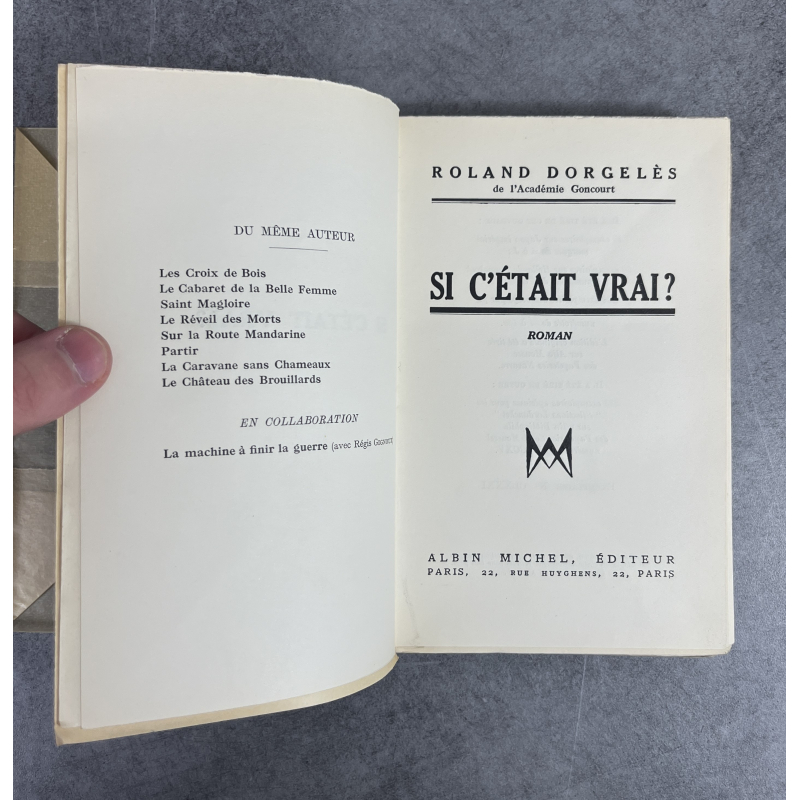 DU MÊME AUTEUR
Les Croix de Bois
Le Cabaret de la Belle Femme
Saint Magloire
Le Réveil des Morts
Sur la Route Mandarine
Partir
La Caravane sans Chameaux
Le Château des Brouillards
EN COLLABORATION
La machine à finir la guerre (avec Régis
ROLAND DORGELÈS
de l'Académie Goncourt
SI C'ÉTAIT VRAI?
ROMAN
ALBIN MICHEL, ÉDITEUR
PARIS, 22, RUE HUYGHENS, 22, PARIS